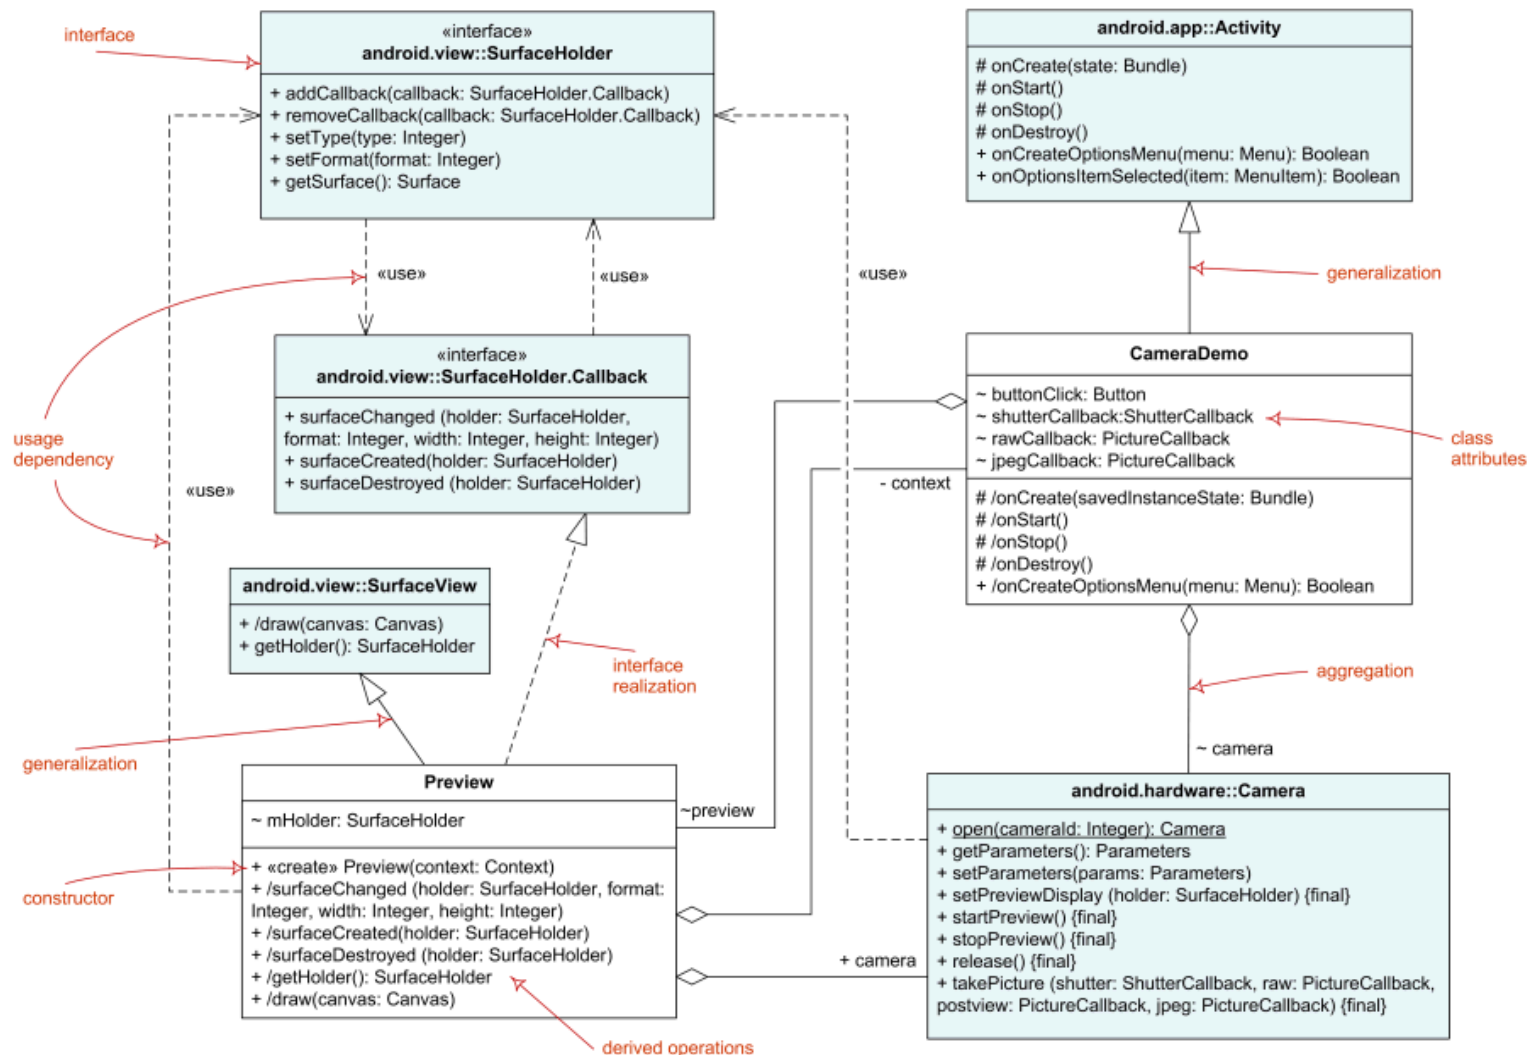 interface
«interface»
android.view::SurfaceHolder
+ addCallback(callback: SurfaceHolder.Callback)
+ removeCallback(callback: SurfaceHolder.Callback)
+ setType(type: Integer)
+ setFormat(format: Integer)
+ getSurface(): Surface
android.app::Activity
# onCreate(state: Bundle)
# onStart()
# onStop()
# onDestroy()
+ onCreateOptionsMenu(menu: Menu): Boolean
+ onOptionsItemSelected(item: MenuItem): Boolean
«use»
«use»
«use»
generalization
«interface»
android.view::SurfaceHolder.Callback
+ surfaceChanged (holder: SurfaceHolder,
format: Integer, width: Integer, height: Integer)
+ surfaceCreated(holder: SurfaceHolder)
+ surfaceDestroyed (holder: SurfaceHolder)
CameraDemo
~ buttonClick: Button
~ shutterCallback:ShutterCallback
~ rawCallback: PictureCallback
~ jpegCallback: PictureCallback
# /onCreate(savedInstanceState: Bundle)
# /onStart()
# /onStop()
# /onDestroy()
+ /onCreateOptionsMenu(menu: Menu): Boolean
class
attributes
usage
dependency
«use»
- context
android.view::SurfaceView
+ /draw(canvas: Canvas)
+ getHolder(): SurfaceHolder
interface
realization
aggregation
generalization
~ camera
Preview
~ mHolder: SurfaceHolder
+ «create» Preview(context: Context)
+ /surfaceChanged (holder: SurfaceHolder, format:
Integer, width: Integer, height: Integer)
+ /surfaceCreated(holder: SurfaceHolder)
+ /surfaceDestroyed (holder: SurfaceHolder)
+ /getHolder(): SurfaceHolder
+ /draw(canvas: Canvas)
~preview
constructor
+ camera
android.hardware::Camera
+ open(cameraId: Integer): Camera
+ getParameters(): Parameters
+ setParameters(params: Parameters)
+ setPreviewDisplay (holder: SurfaceHolder) {final}
+ startPreview() {final}
+ stopPreview() {final}
+ release() {final}
+ takePicture (shutter: ShutterCallback, raw: PictureCallback,
postview: PictureCallback, jpeg: PictureCallback) {final}
derived operations